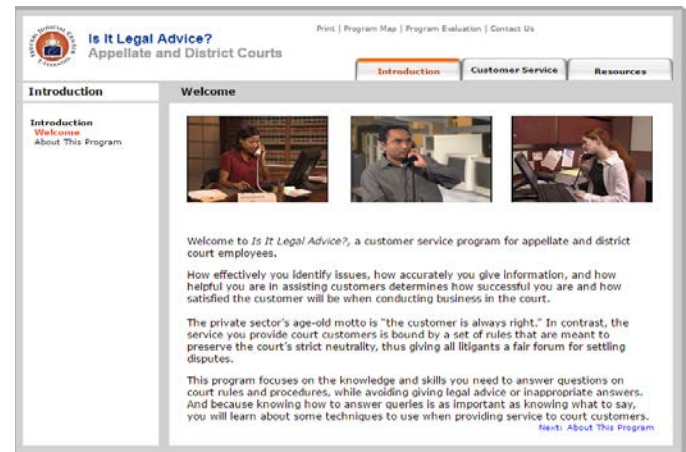 Is It Legal Advice?
Appellate and District Courts
Print | Program Map | Program Evaluation | Contact Us
Introduction
Customer Service
Resources
Introduction
Welcome
Introduction
Welcome
About This Program
Welcome to Is It Legal Advice?, a customer service program for appellate and district
court employees.
How effectively you identify issues, how accurately you give information, and how
helpful you are in assisting customers determines how successful you are and how
satisfied the customer will be when conducting business in the court.
The private sector's age-old motto is "the customer is always right." In contrast, the
service you provide court customers is bound by a set of rules that are meant to
preserve the court's strict neutrality, thus giving all litigants a fair forum for settling
disputes.
This program focuses on the knowledge and skills you need to answer questions on
court rules and procedures, while avoiding giving legal advice or inappropriate answers.
And because knowing how to answer queries is as important as knowing what to say,
you will learn about some techniques to use when providing service to court customers.
Next: About This Program